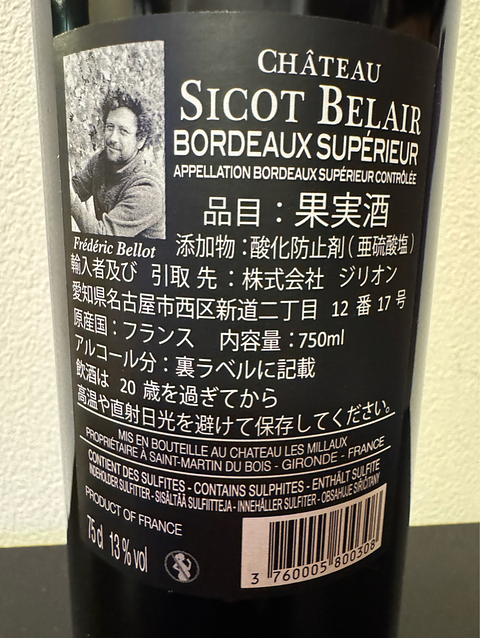 CHÂTEAU
SICOT BELAIR
BORDEAUX SUPÉRIEUR
APPELLATION BORDEAUX SUPÉRIEUR CONTRÔLÉE
品目：果実酒
Frédéric Bellot
添加物：酸化防止剤（亜硫酸塩）
輸入者及び 引取先：株式会社 ジリオン
愛知県名古屋市西区新道二丁目 12 番 17 号
原産国：フランス 内容量：750ml
アルコール分：裏ラベルに記載
飲酒は 20 歳を過ぎてから
高温や直射日光を避けて保存してください。
MIS EN BOUTEILLE AU CHATEAU LES MILLAUX
PROPRIÉTAIRE À SAINT-MARTIN DU BOIS - GIRONDE - FRANCE
CONTIENT DES SULFITES - CONTAINS SULPHITES - ENTHÄLT SULFITE
INDEHOLDER SULFITTER - SISÄLTÄÄ SULFIITTEJA - INNEHÅLLER SULFITER - OBSAHUJE SIRIČITANY
PRODUCT OF FRANCE
75 cl 13 % vol
3 760005 800308